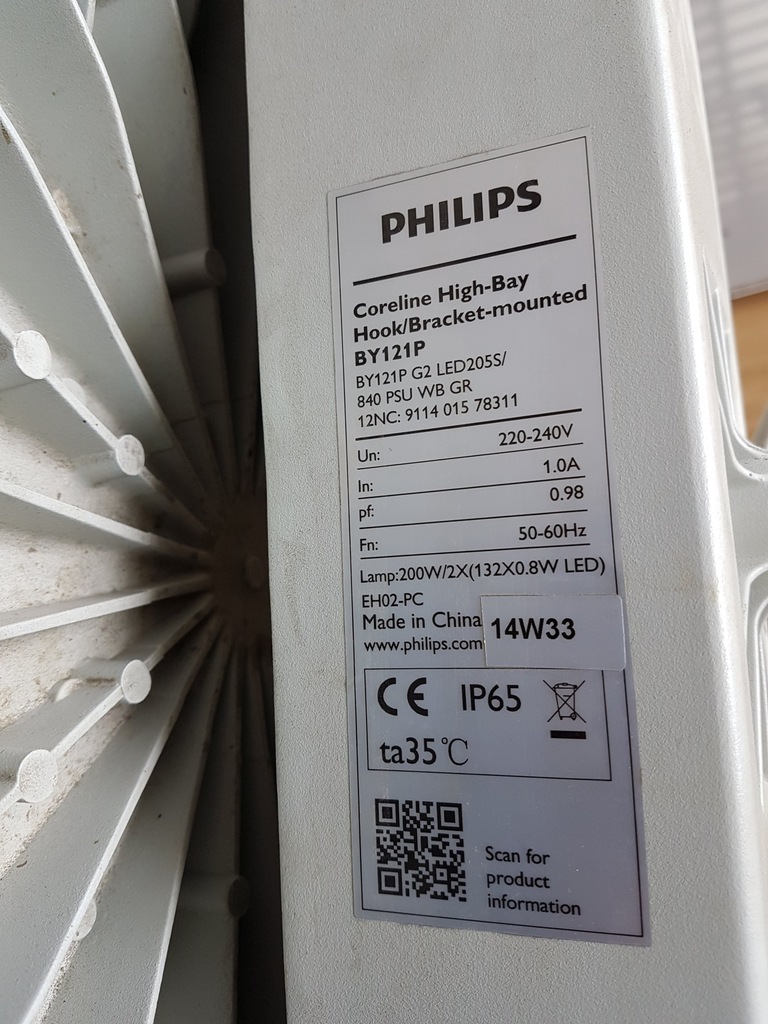 PHILIPS
Coreline High-Bay
Hook/Bracket-mounted
BY121P
BY121P G2 LED205S/
840 PSU WB GR
12NC: 9114 015 78311
Un: 220-240V
In: 1.0A
pf: 0.98
Fn: 50-60Hz
Lamp:200W/2X(132X0.8W LED)
EH02-PC
Made in China
14W33
www.philips.com
CE IP65
ta35℃
Scan for
product
information